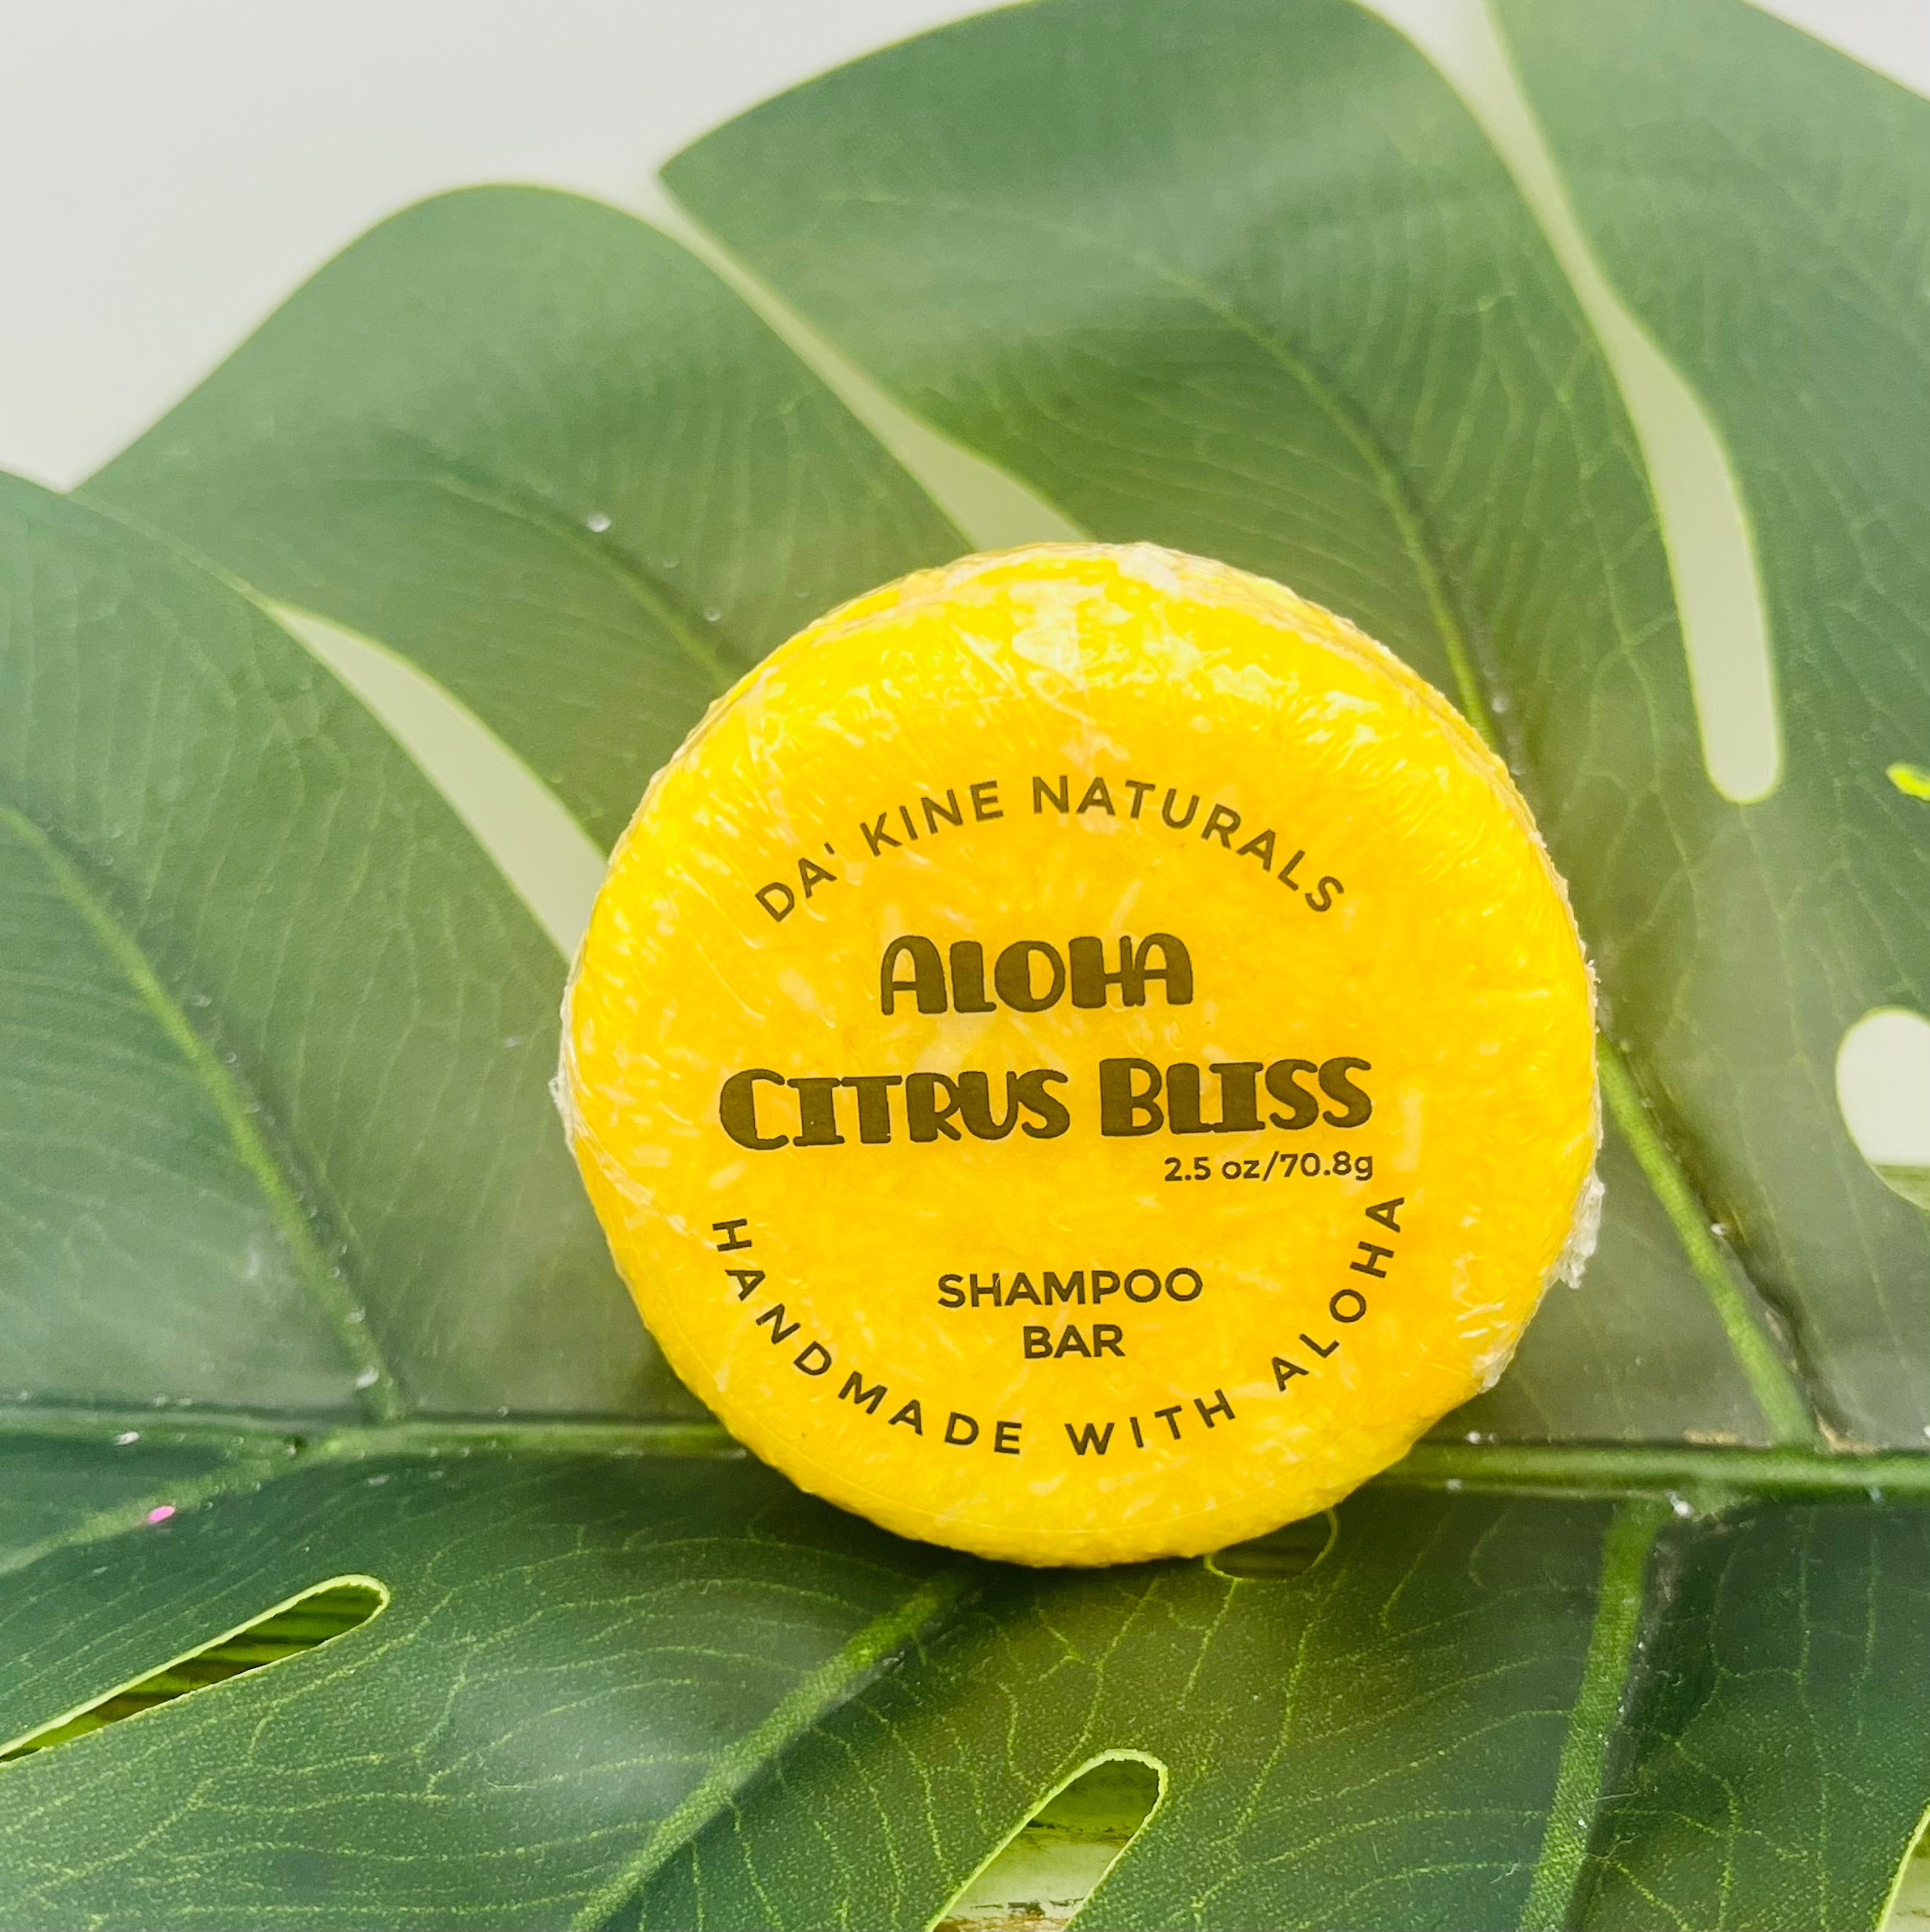 DA' KINE NATURALS
ALOHA
CITRUS BLISS
2.5 oz/70.8g
SHAMPOO
BAR
HANDMADE WITH ALOHA